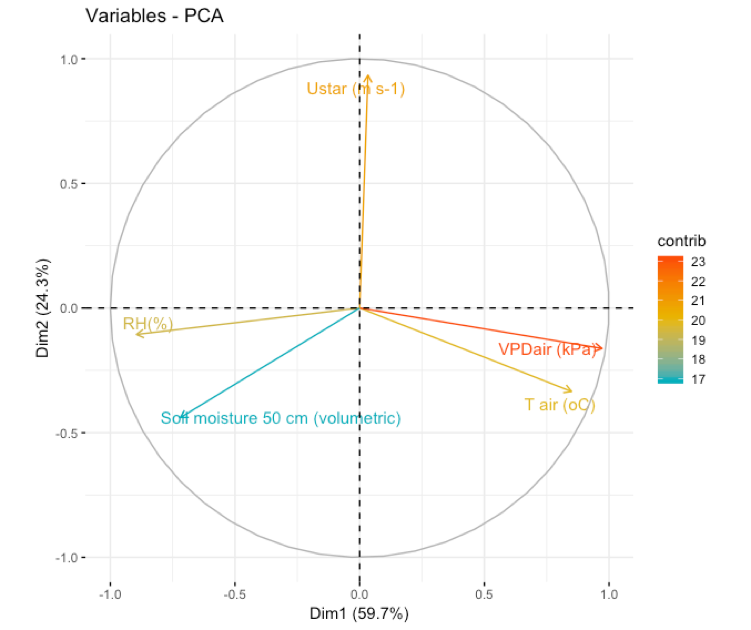 Variables - PCA
1.0
Ustar (m s-1)
0.5
contrib
23
22
21
20
19
18
17
Dim2 (24.3%)
0.0
RH(%)
VPDair (kPa)
T air (oC)
Soil moisture 50 cm (volumetric)
-0.5
-1.0
-1.0 -0.5 0.0 0.5 1.0
Dim1 (59.7%)